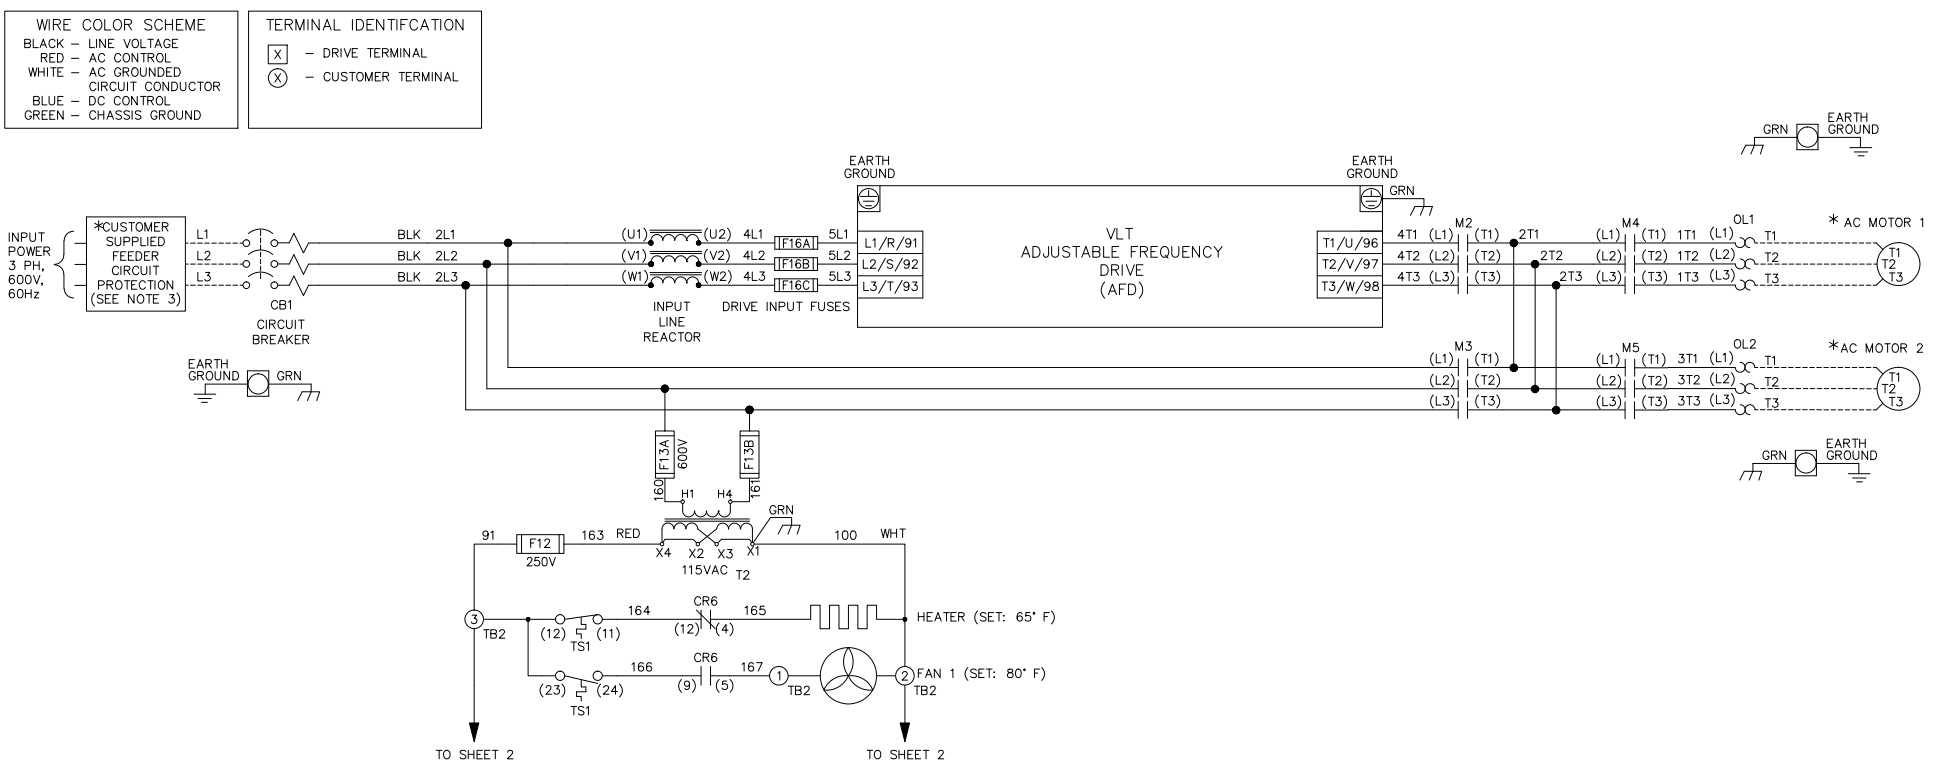 WIRE COLOR SCHEME
BLACK – LINE VOLTAGE
RED – AC CONTROL
WHITE – AC GROUNDED
CIRCUIT CONDUCTOR
BLUE – DC CONTROL
GREEN – CHASSIS GROUND
TERMINAL IDENTIFCATION
X – DRIVE TERMINAL
X – CUSTOMER TERMINAL
GRN
EARTH
GROUND
INPUT
POWER
3 PH,
600V,
60Hz
*CUSTOMER
SUPPLIED
FEEDER
CIRCUIT
PROTECTION
(SEE NOTE 3)
L1
L2
L3
CB1
CIRCUIT
BREAKER
BLK 2L1
BLK 2L2
BLK 2L3
(U1) (U2) 4L1 F16A 5L1
(V1) (V2) 4L2 F16B 5L2
(W1) (W2) 4L3 F16C 5L3
INPUT
LINE
REACTOR
DRIVE INPUT FUSES
EARTH
GROUND
L1/R/91
L2/S/92
L3/T/93
VLT
ADJUSTABLE FREQUENCY
DRIVE
(AFD)
EARTH
GROUND
GRN
T1/U/96
T2/V/97
T3/W/98
M2 M4 OL1 * AC MOTOR 1
4T1 (L1) (T1) 2T1 (L1) (T1) 1T1 (L1) T1
4T2 (L2) (T2) 2T2 (L2) (T2) 1T2 (L2) T2
4T3 (L3) (T3) 2T3 (L3) (T3) 1T3 (L3) T3
T1
T2
T3
M3 M5 OL2 *AC MOTOR 2
(L1) (T1) (L1) (T1) 3T1 (L1) T1
(L2) (T2) (L2) (T2) 3T2 (L2) T2
(L3) (T3) (L3) (T3) 3T3 (L3) T3
T1
T2
T3
EARTH
GROUND
GRN
GRN
EARTH
GROUND
F13A
600V
F13B
160
161
H1 H4
GRN
91 F12 163 RED
250V
X4 X2 X3 X1
100 WHT
115VAC T2
3
TB2
(12) (11)
TS1
164
CR6
(12) (4)
165
HEATER (SET: 65° F)
(23) (24)
TS1
166
CR6
(9) (5)
167
1
TB2
2
TB2
FAN 1 (SET: 80° F)
TO SHEET 2
TO SHEET 2